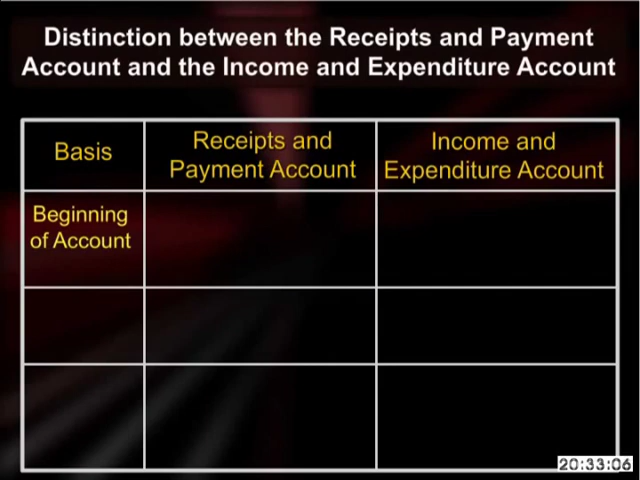 Distinction between the Receipts and Payment
Account and the Income and Expenditure Account
Basis
Receipts and
Payment Account
Income and
Expenditure Account
Beginning
of Account
20:33:06